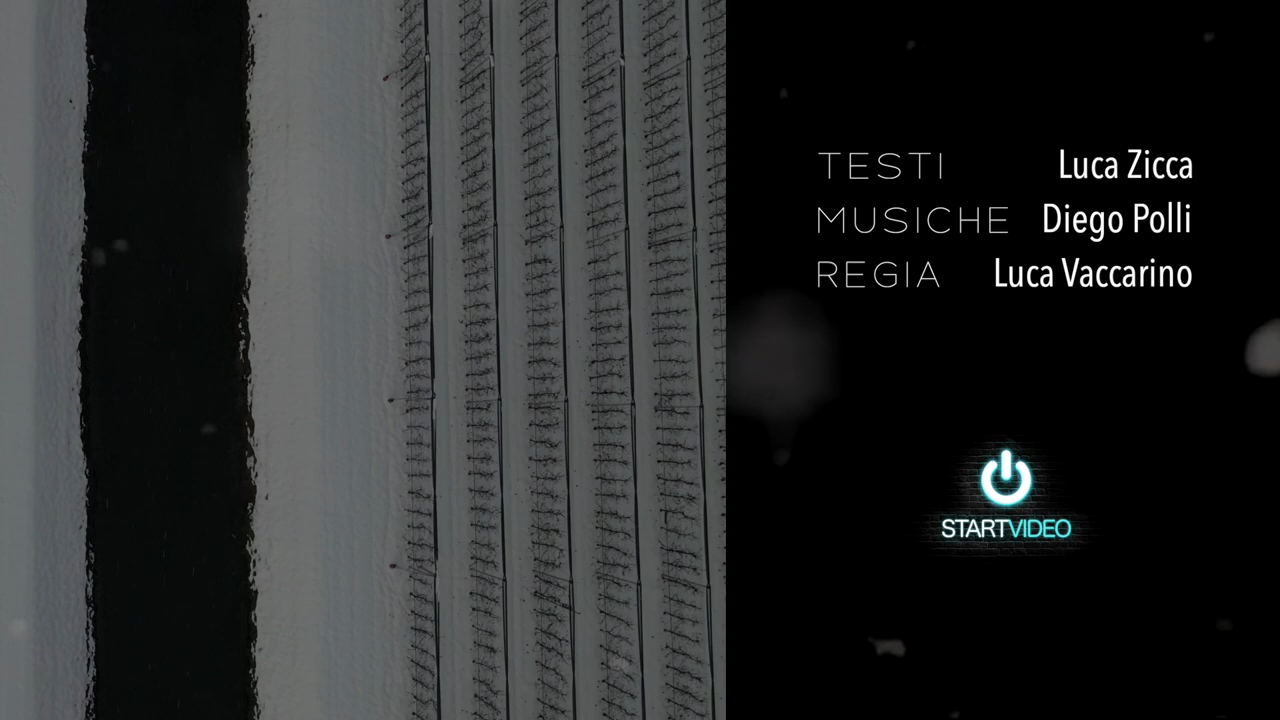 TESTI Luca Zicca
MUSICHE Diego Polli
REGIA Luca Vaccarino
STARTVIDEO